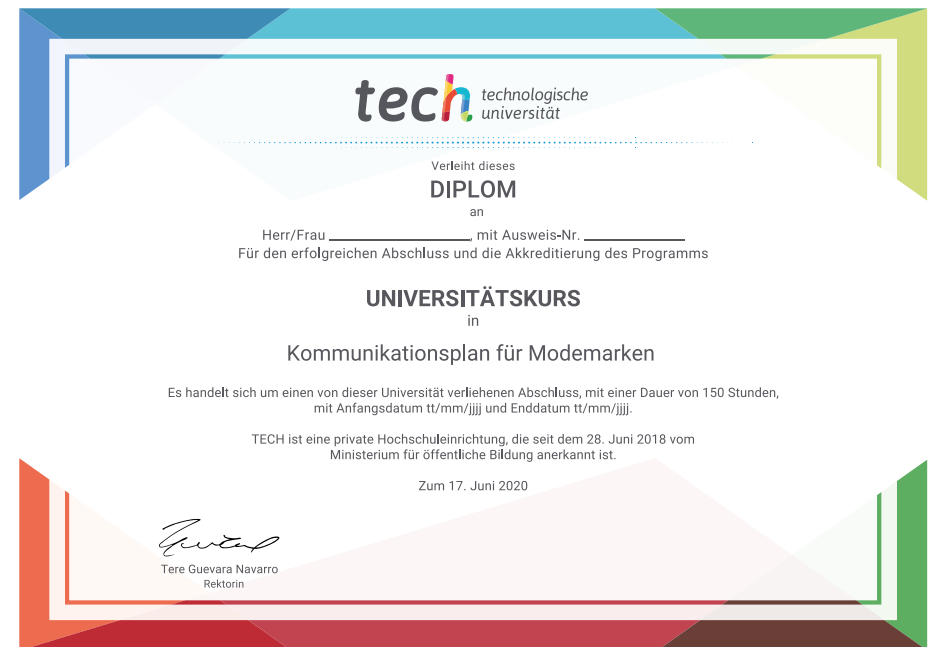 tech technologische
universität
Verleiht dieses
DIPLOM
an
Herr/Frau ____________, mit Ausweis-Nr. ____________
Für den erfolgreichen Abschluss und die Akkreditierung des Programms
UNIVERSITÄTSKURS
in
Kommunikationsplan für Modemarken
Es handelt sich um einen von dieser Universität verliehenen Abschluss, mit einer Dauer von 150 Stunden,
mit Anfangsdatum tt/mm/jjjj und Enddatum tt/mm/jjjj.
TECH ist eine private Hochschuleinrichtung, die seit dem 28. Juni 2018 vom
Ministerium für öffentliche Bildung anerkannt ist.
Zum 17. Juni 2020
Tere Guevara Navarro
Rektorin